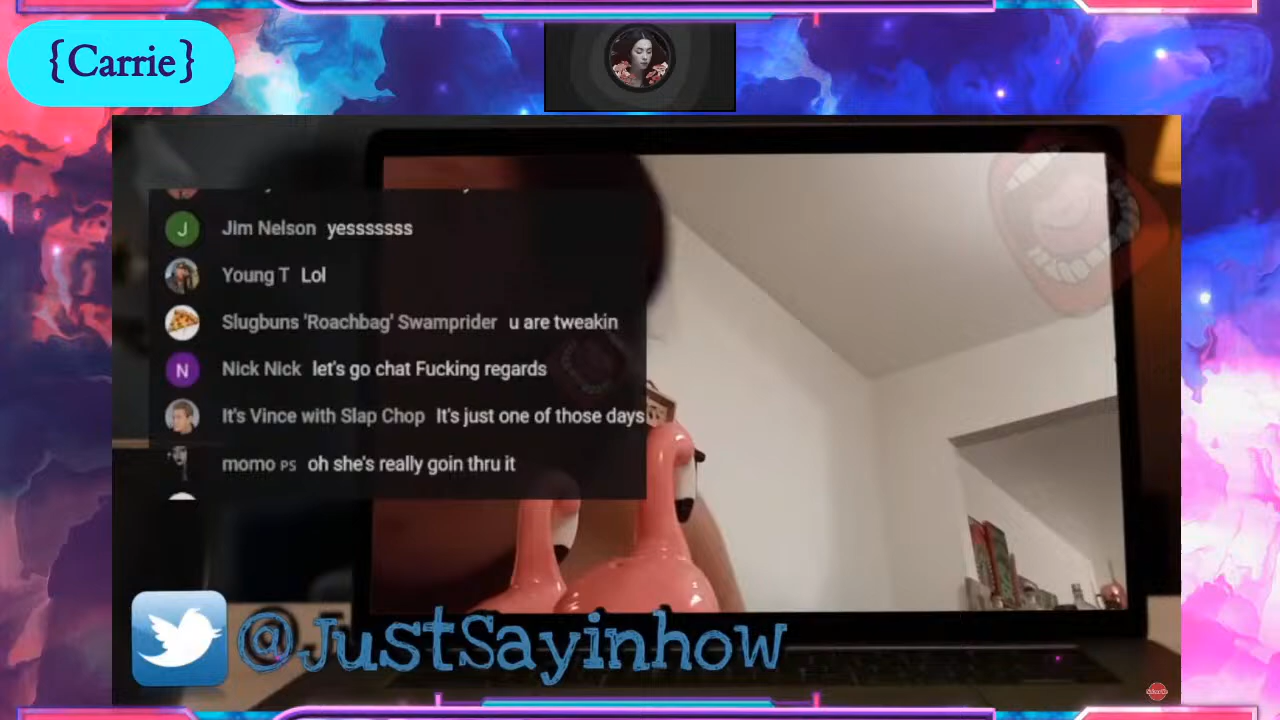 {Carrie}
Jim Nelson yesssssss
Young T Lol
Slugbuns 'Roachbag' Swamprider u are tweakin
Nick Nick let's go chat Fucking regards
It's Vince with Slap Chop It's just one of those days
momo PS oh she's really goin thru it
@JustSayinhow